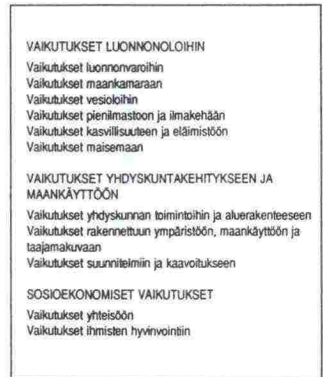 VAIKUTUKSET LUONNONOLOIHIN
Vaikutukset luonnonvaroihin
Vaikutukset maankamaraan
Vaikutukset vesioloihin
Vaikutukset pienilmastoon ja ilmakehään
Vaikutukset kasvillisuuteen ja eläimistöön
Vaikutukset maisemaan
VAIKUTUKSET YHDYSKUNTAKEHITYKSEEN JA
MAANKÄYTTÖÖN
Vaikutukset yhdyskunnan toimintoihin ja aluerakenteeseen
Vaikutukset rakennettuun ympäristöön, maankäyttöön ja
taajamakuvaan
Vaikutukset suunnitelmiin ja kaavoitukseen
SOSIOEKONOMISET VAIKUTUKSET
Vaikutukset yhteisöön
Vaikutukset ihmisten hyvinvointiin